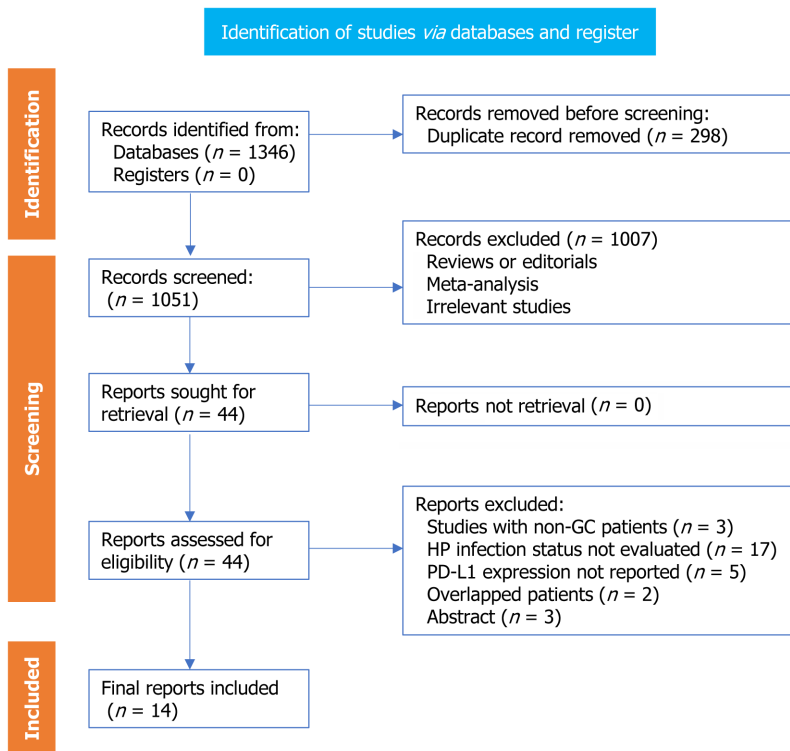 Identification of studies via databases and register
Identification
Records identified from:
Databases (n = 1346)
Registers (n = 0)
Records removed before screening:
Duplicate record removed (n = 298)
Screening
Records screened:
(n = 1051)
Records excluded (n = 1007)
Reviews or editorials
Meta-analysis
Irrelevant studies
Reports sought for
retrieval (n = 44)
Reports not retrieval (n = 0)
Reports assessed for
eligibility (n = 44)
Reports excluded:
Studies with non-GC patients (n = 3)
HP infection status not evaluated (n = 17)
PD-L1 expression not reported (n = 5)
Overlapped patients (n = 2)
Abstract (n = 3)
Included
Final reports included
(n = 14)